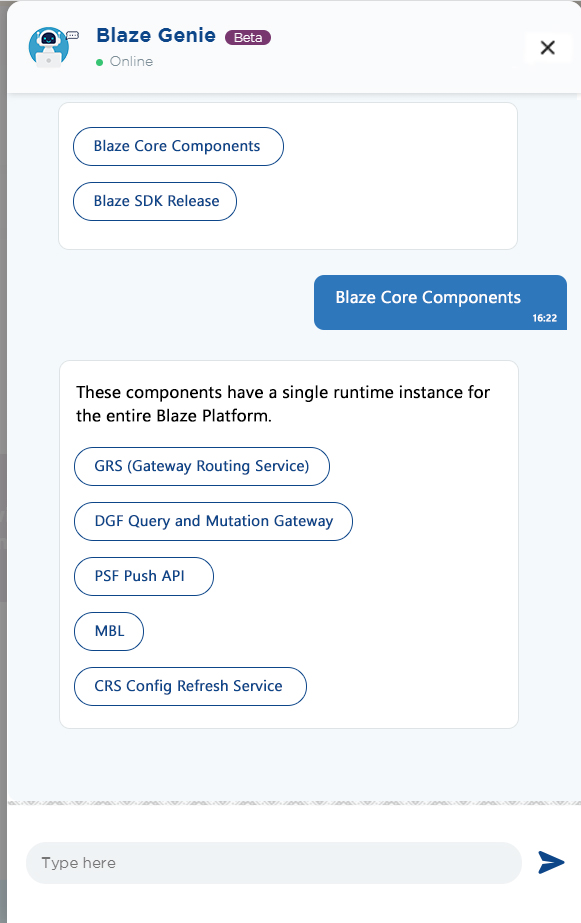 Blaze Genie Beta
Online
Blaze Core Components
Blaze SDK Release
Blaze Core Components
16:22
These components have a single runtime instance for
the entire Blaze Platform.
GRS (Gateway Routing Service)
DGF Query and Mutation Gateway
PSF Push API
MBL
CRS Config Refresh Service
Type here